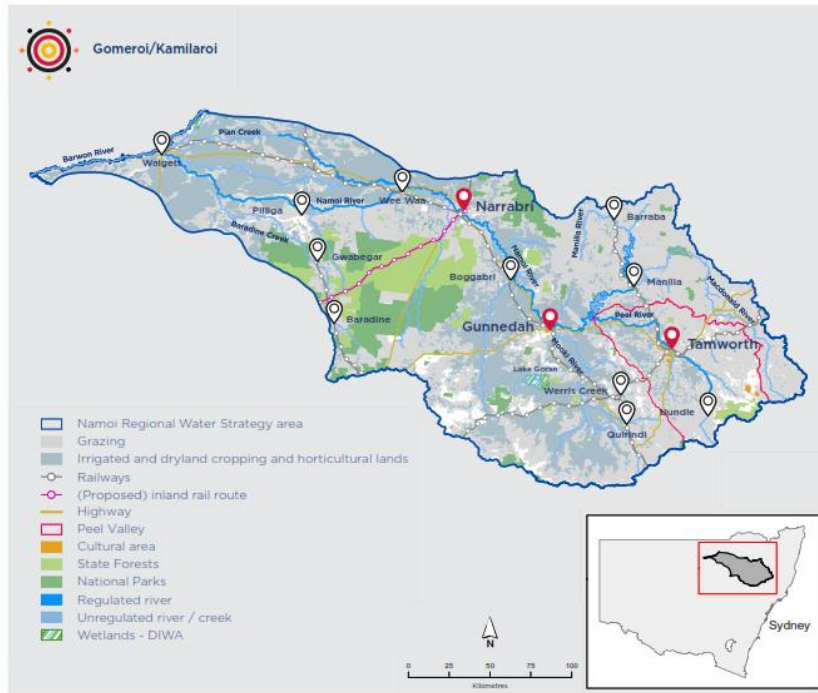 Gomeroi/Kamilaroi
Pian Creek
Barwon River
Walgett
Wee Waa
Pilliga
Namoi River
Narrabri
Barraba
Manilla River
Baradine Creek
Gwabegar
Namoi River
Boggabri
Manilla
Macdonald River
Baradine
Gunnedah
Peel River
Tamworth
Mooki River
Lake Goran
Werris Creek
Nundle
Quirindi
Namoi Regional Water Strategy area
Grazing
Irrigated and dryland cropping and horticultural lands
Railways
(Proposed) inland rail route
Highway
Peel Valley
Cultural area
State Forests
National Parks
Regulated river
Unregulated river / creek
Wetlands - DIWA
N
0 25 50 75 100
Kilometres
Sydney